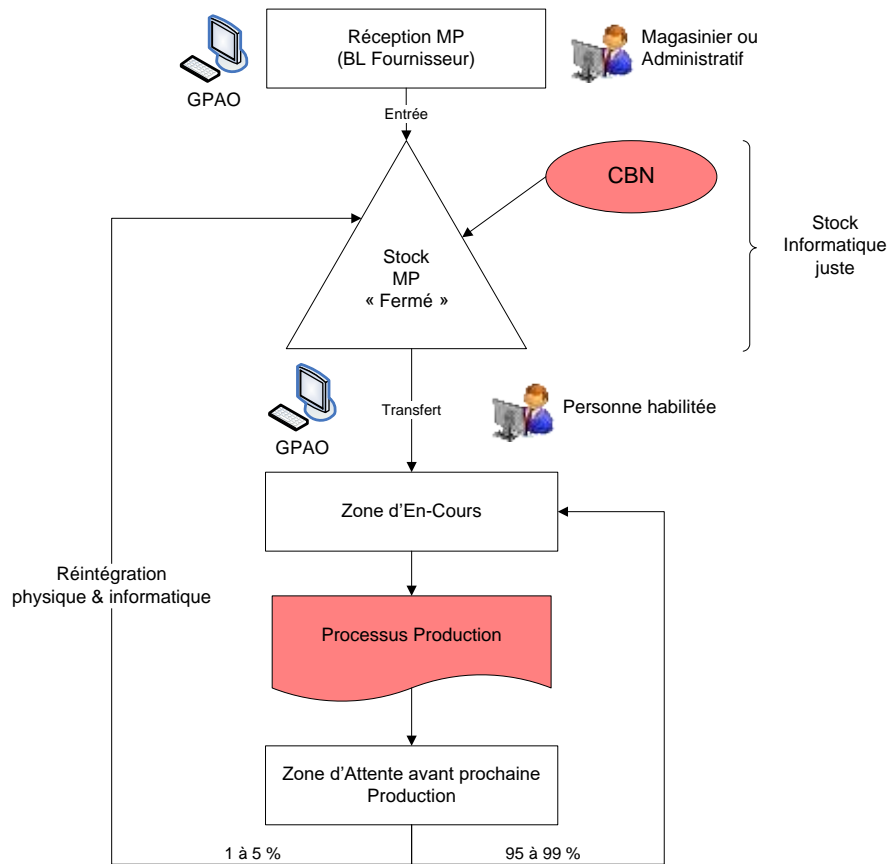 Réception MP
(BL Fournisseur)
Magasinier ou
Administratif
GPAO
Entrée
CBN
Stock
Informatique
juste
Stock
MP
« Fermé »
Transfert
Personne habilitée
GPAO
Zone d'En-Cours
Réintégration
physique & informatique
Processus Production
Zone d'Attente avant prochaine
Production
1 à 5 %
95 à 99 %